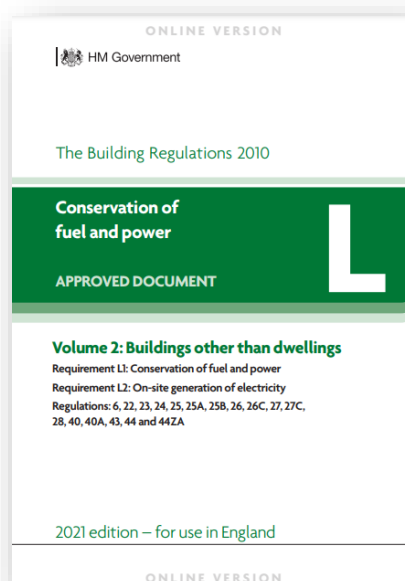 ONLINE VERSION
HM Government
The Building Regulations 2010
Conservation of
fuel and power
APPROVED DOCUMENT
L
Volume 2: Buildings other than dwellings
Requirement L1: Conservation of fuel and power
Requirement L2: On-site generation of electricity
Regulations: 6, 22, 23, 24, 25, 25A, 25B, 26, 26C, 27, 27C,
28, 40, 40A, 43, 44 and 44ZA
2021 edition – for use in England
ONLINE VERSION